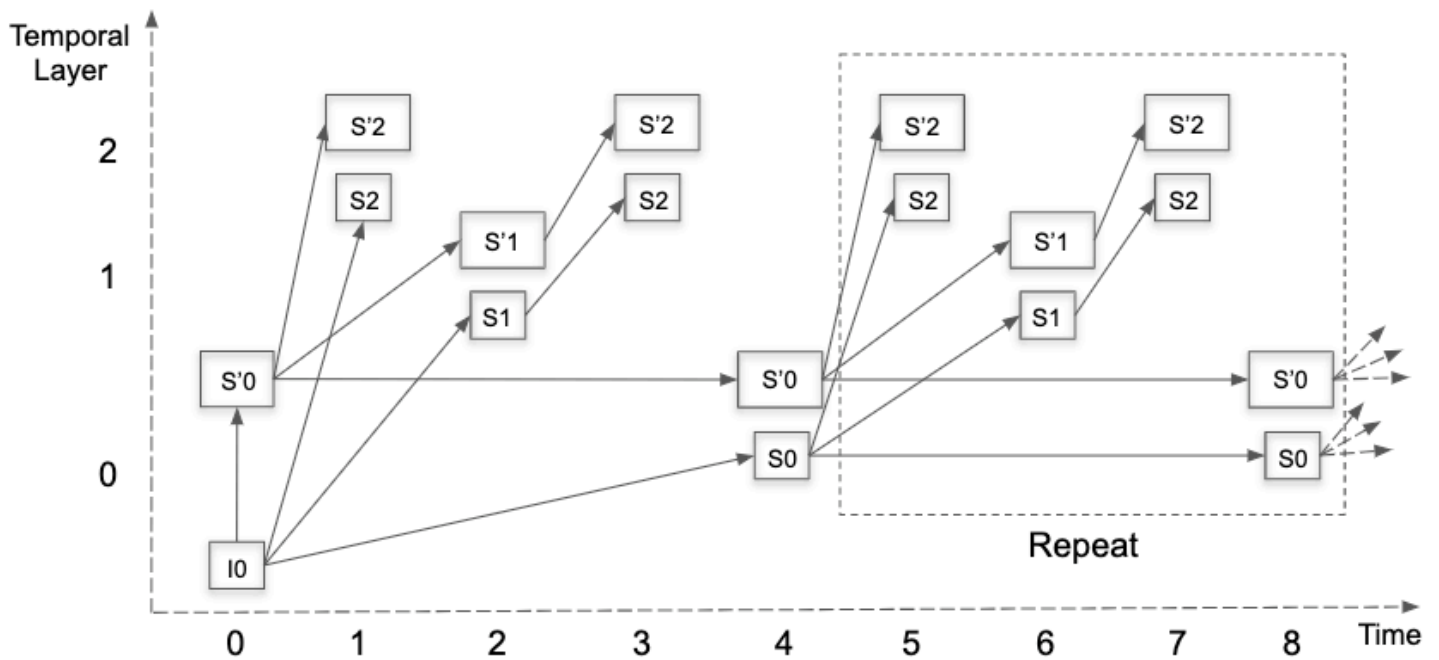 Temporal
Layer
S'2 S'2 S'2 S'2
2
S2 S2 S2 S2
S'1 S'1
1
S1 S1
S'0 S'0 S'0
S0 S0
0
Repeat
I0
0 1 2 3 4 5 6 7 8 Time